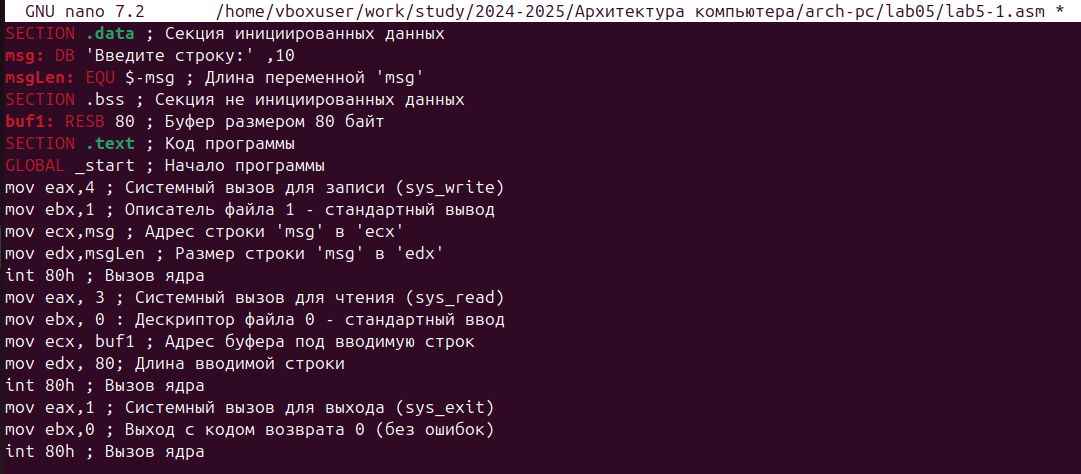 GNU nano 7.2 /home/vboxuser/work/study/2024-2025/Архитектура компьютера/arch-pc/lab05/lab5-1.asm *
SECTION .data ; Секция инициированных данных
msg: DB 'Введите строку:' ,10
msgLen: EQU $-msg ; Длина переменной 'msg'
SECTION .bss ; Секция не инициированных данных
buf1: RESB 80 ; Буфер размером 80 байт
SECTION .text ; Код программы
GLOBAL _start ; Начало программы
mov eax,4 ; Системный вызов для записи (sys_write)
mov ebx,1 ; Описатель файла 1 - стандартный вывод
mov ecx,msg ; Адрес строки 'msg' в 'ecx'
mov edx,msgLen ; Размер строки 'msg' в 'edx'
int 80h ; Вызов ядра
mov eax, 3 ; Системный вызов для чтения (sys_read)
mov ebx, 0 : Дескриптор файла 0 - стандартный ввод
mov ecx, buf1 ; Адрес буфера под вводимую строк
mov edx, 80; Длина вводимой строки
int 80h ; Вызов ядра
mov eax,1 ; Системный вызов для выхода (sys_exit)
mov ebx,0 ; Выход с кодом возврата 0 (без ошибок)
int 80h ; Вызов ядра